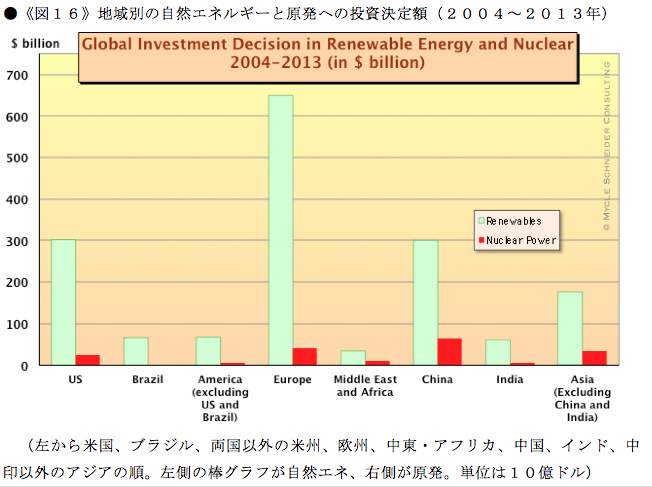 ●《図１６》地域別の自然エネルギーと原発への投資決定額（２００４〜２０１３年）
$ billion
Global Investment Decision in Renewable Energy and Nuclear
2004-2013 (in $ billion)
700
600
500
400
300
200
100
0
© MYCLE SCHNEIDER CONSULTING
Renewables
Nuclear Power
US
Brazil
America
(excluding
US and
Brazil)
Europe
Middle East
and Africa
China
India
Asia
(Excluding
China and
India)
（左から米国、ブラジル、両国以外の米州、欧州、中東・アフリカ、中国、インド、中
印以外のアジアの順。左側の棒グラフが自然エネ、右側が原発。単位は１０億ドル）